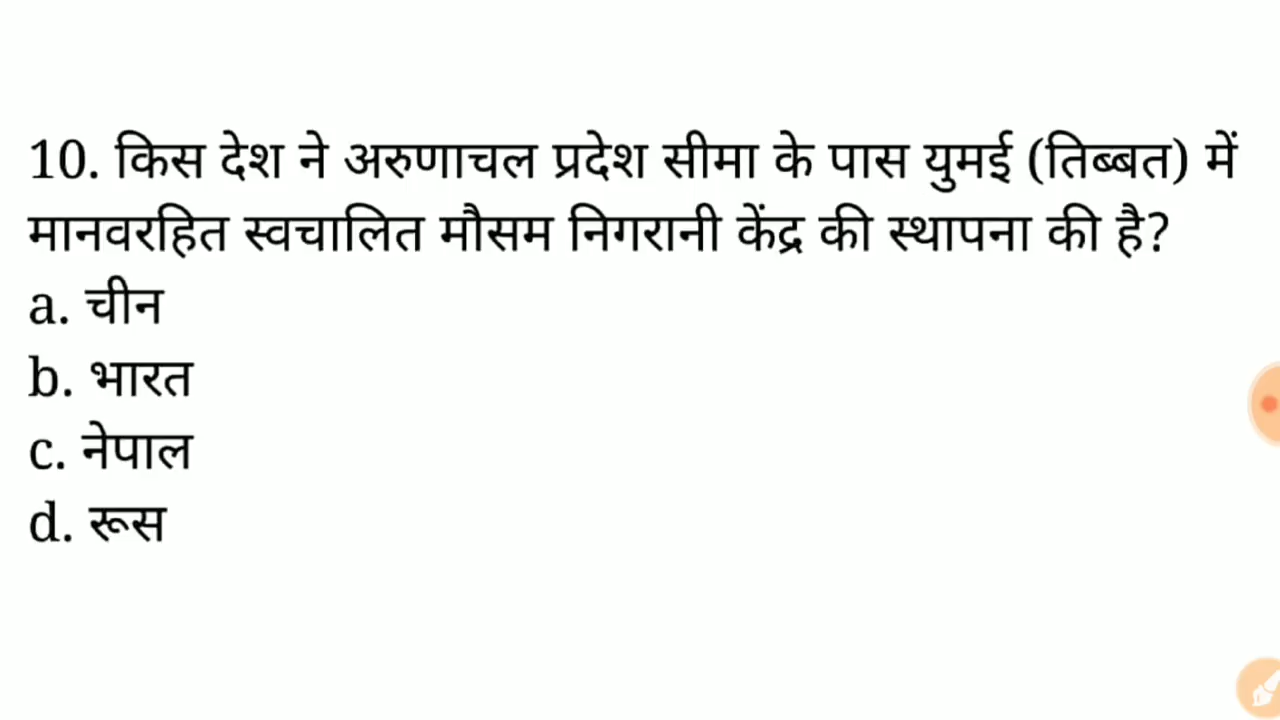 10. किस देश ने अरुणाचल प्रदेश सीमा के पास युमई (तिब्बत) में
मानवरहित स्वचालित मौसम निगरानी केंद्र की स्थापना की है?
a. चीन
b. भारत
c. नेपाल
d. रूस